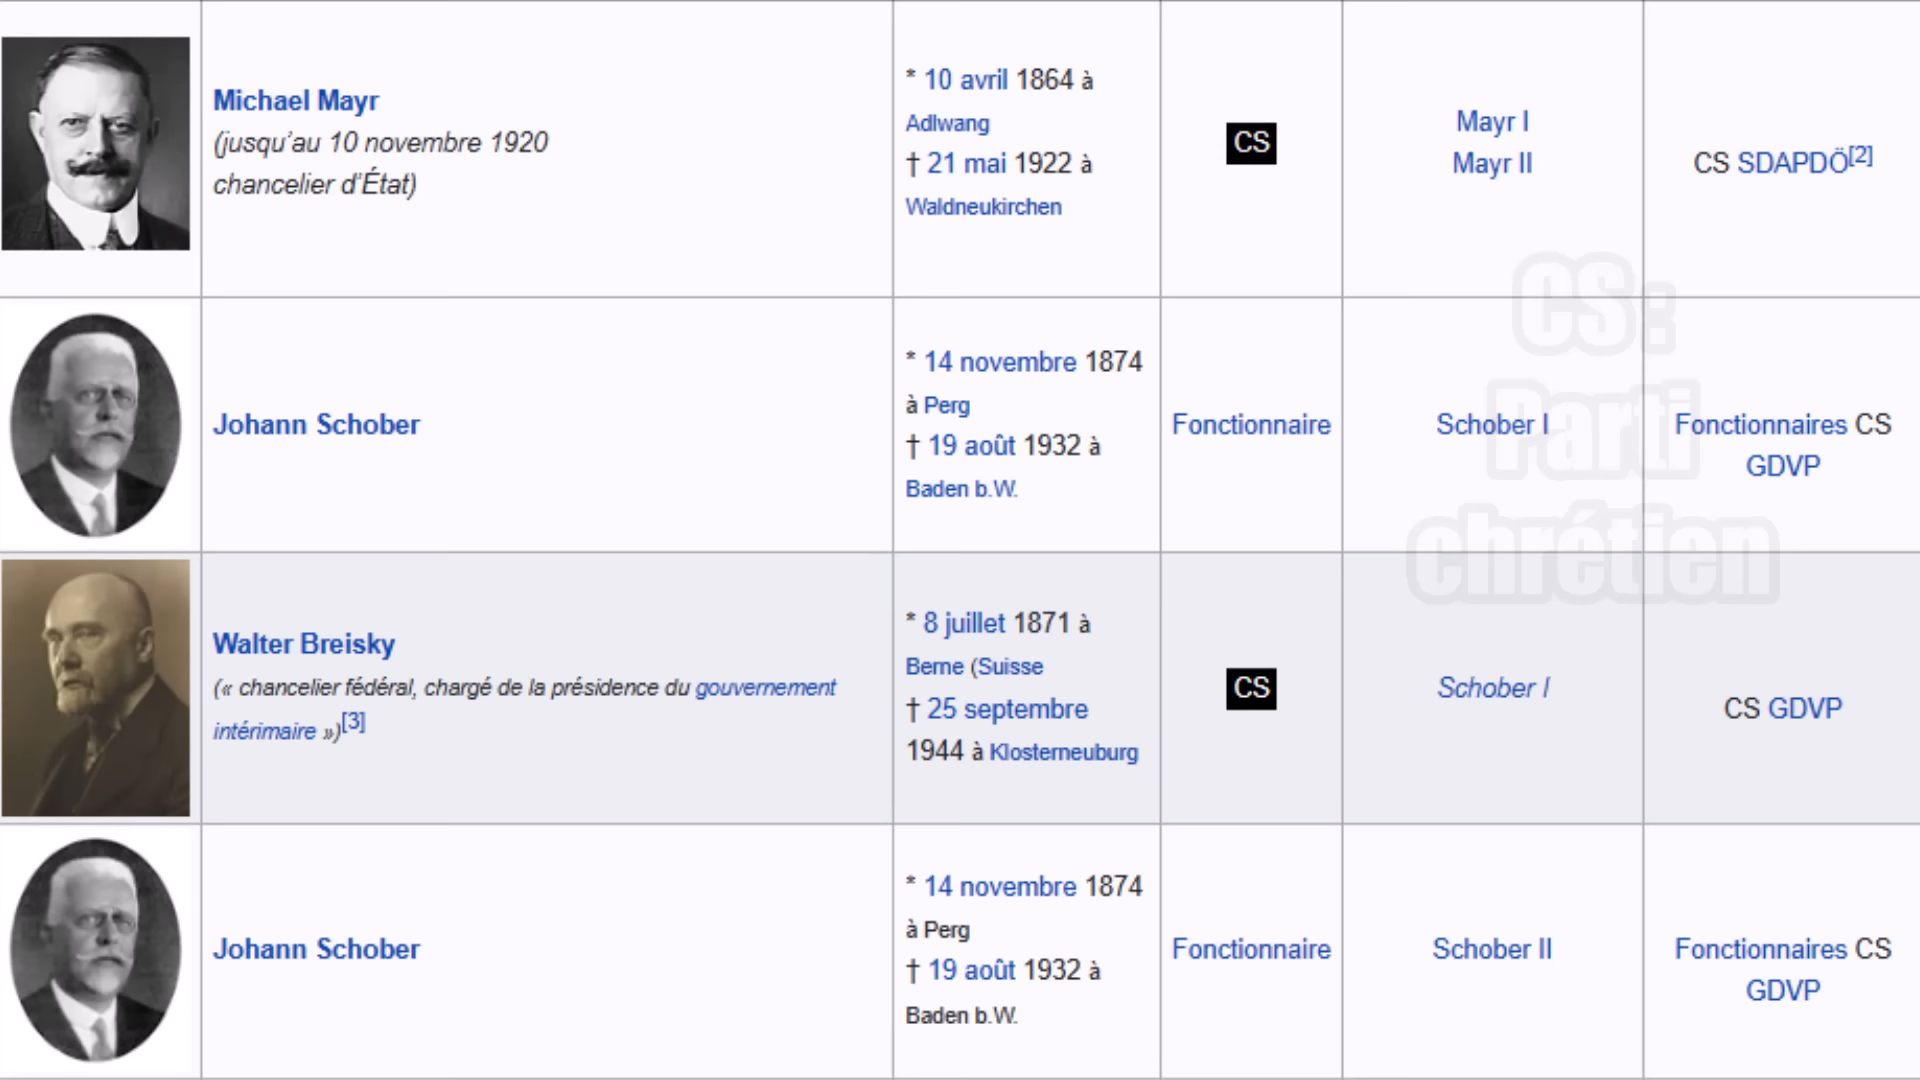 Michael Mayr
(jusqu'au 10 novembre 1920
chancelier d'État)
* 10 avril 1864 à
Adlwang
† 21 mai 1922 à
Waldneukirchen
CS
Mayr I
Mayr II
CS SDAPDÖ[2]
Johann Schober
* 14 novembre 1874
à Perg
† 19 août 1932 à
Baden b.W.
Fonctionnaire
Schober I
Fonctionnaires CS
GDVP
CS :
Parti
chrétien
Walter Breisky
(« chancelier fédéral, chargé de la présidence du gouvernement
intérimaire »)[3]
* 8 juillet 1871 à
Berne (Suisse
† 25 septembre
1944 à Klosterneuburg
CS
Schober I
CS GDVP
Johann Schober
* 14 novembre 1874
à Perg
† 19 août 1932 à
Baden b.W.
Fonctionnaire
Schober II
Fonctionnaires CS
GDVP